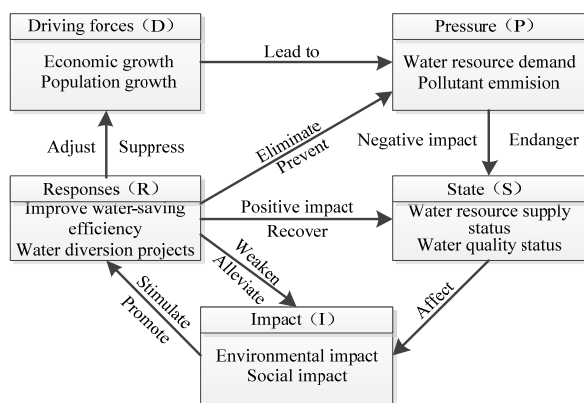 Driving forces（D）
Economic growth
Population growth
Lead to
Pressure（P）
Water resource demand
Pollutant emmision
Adjust
Suppress
Eliminate
Prevent
Negative impact
Endanger
Responses（R）
Improve water-saving
efficiency
Water diversion projects
Positive impact
Recover
State（S）
Water resource supply
status
Water quality status
Weaken
Alleviate
Stimulate
Promote
Affect
Impact（I）
Environmental impact
Social impact